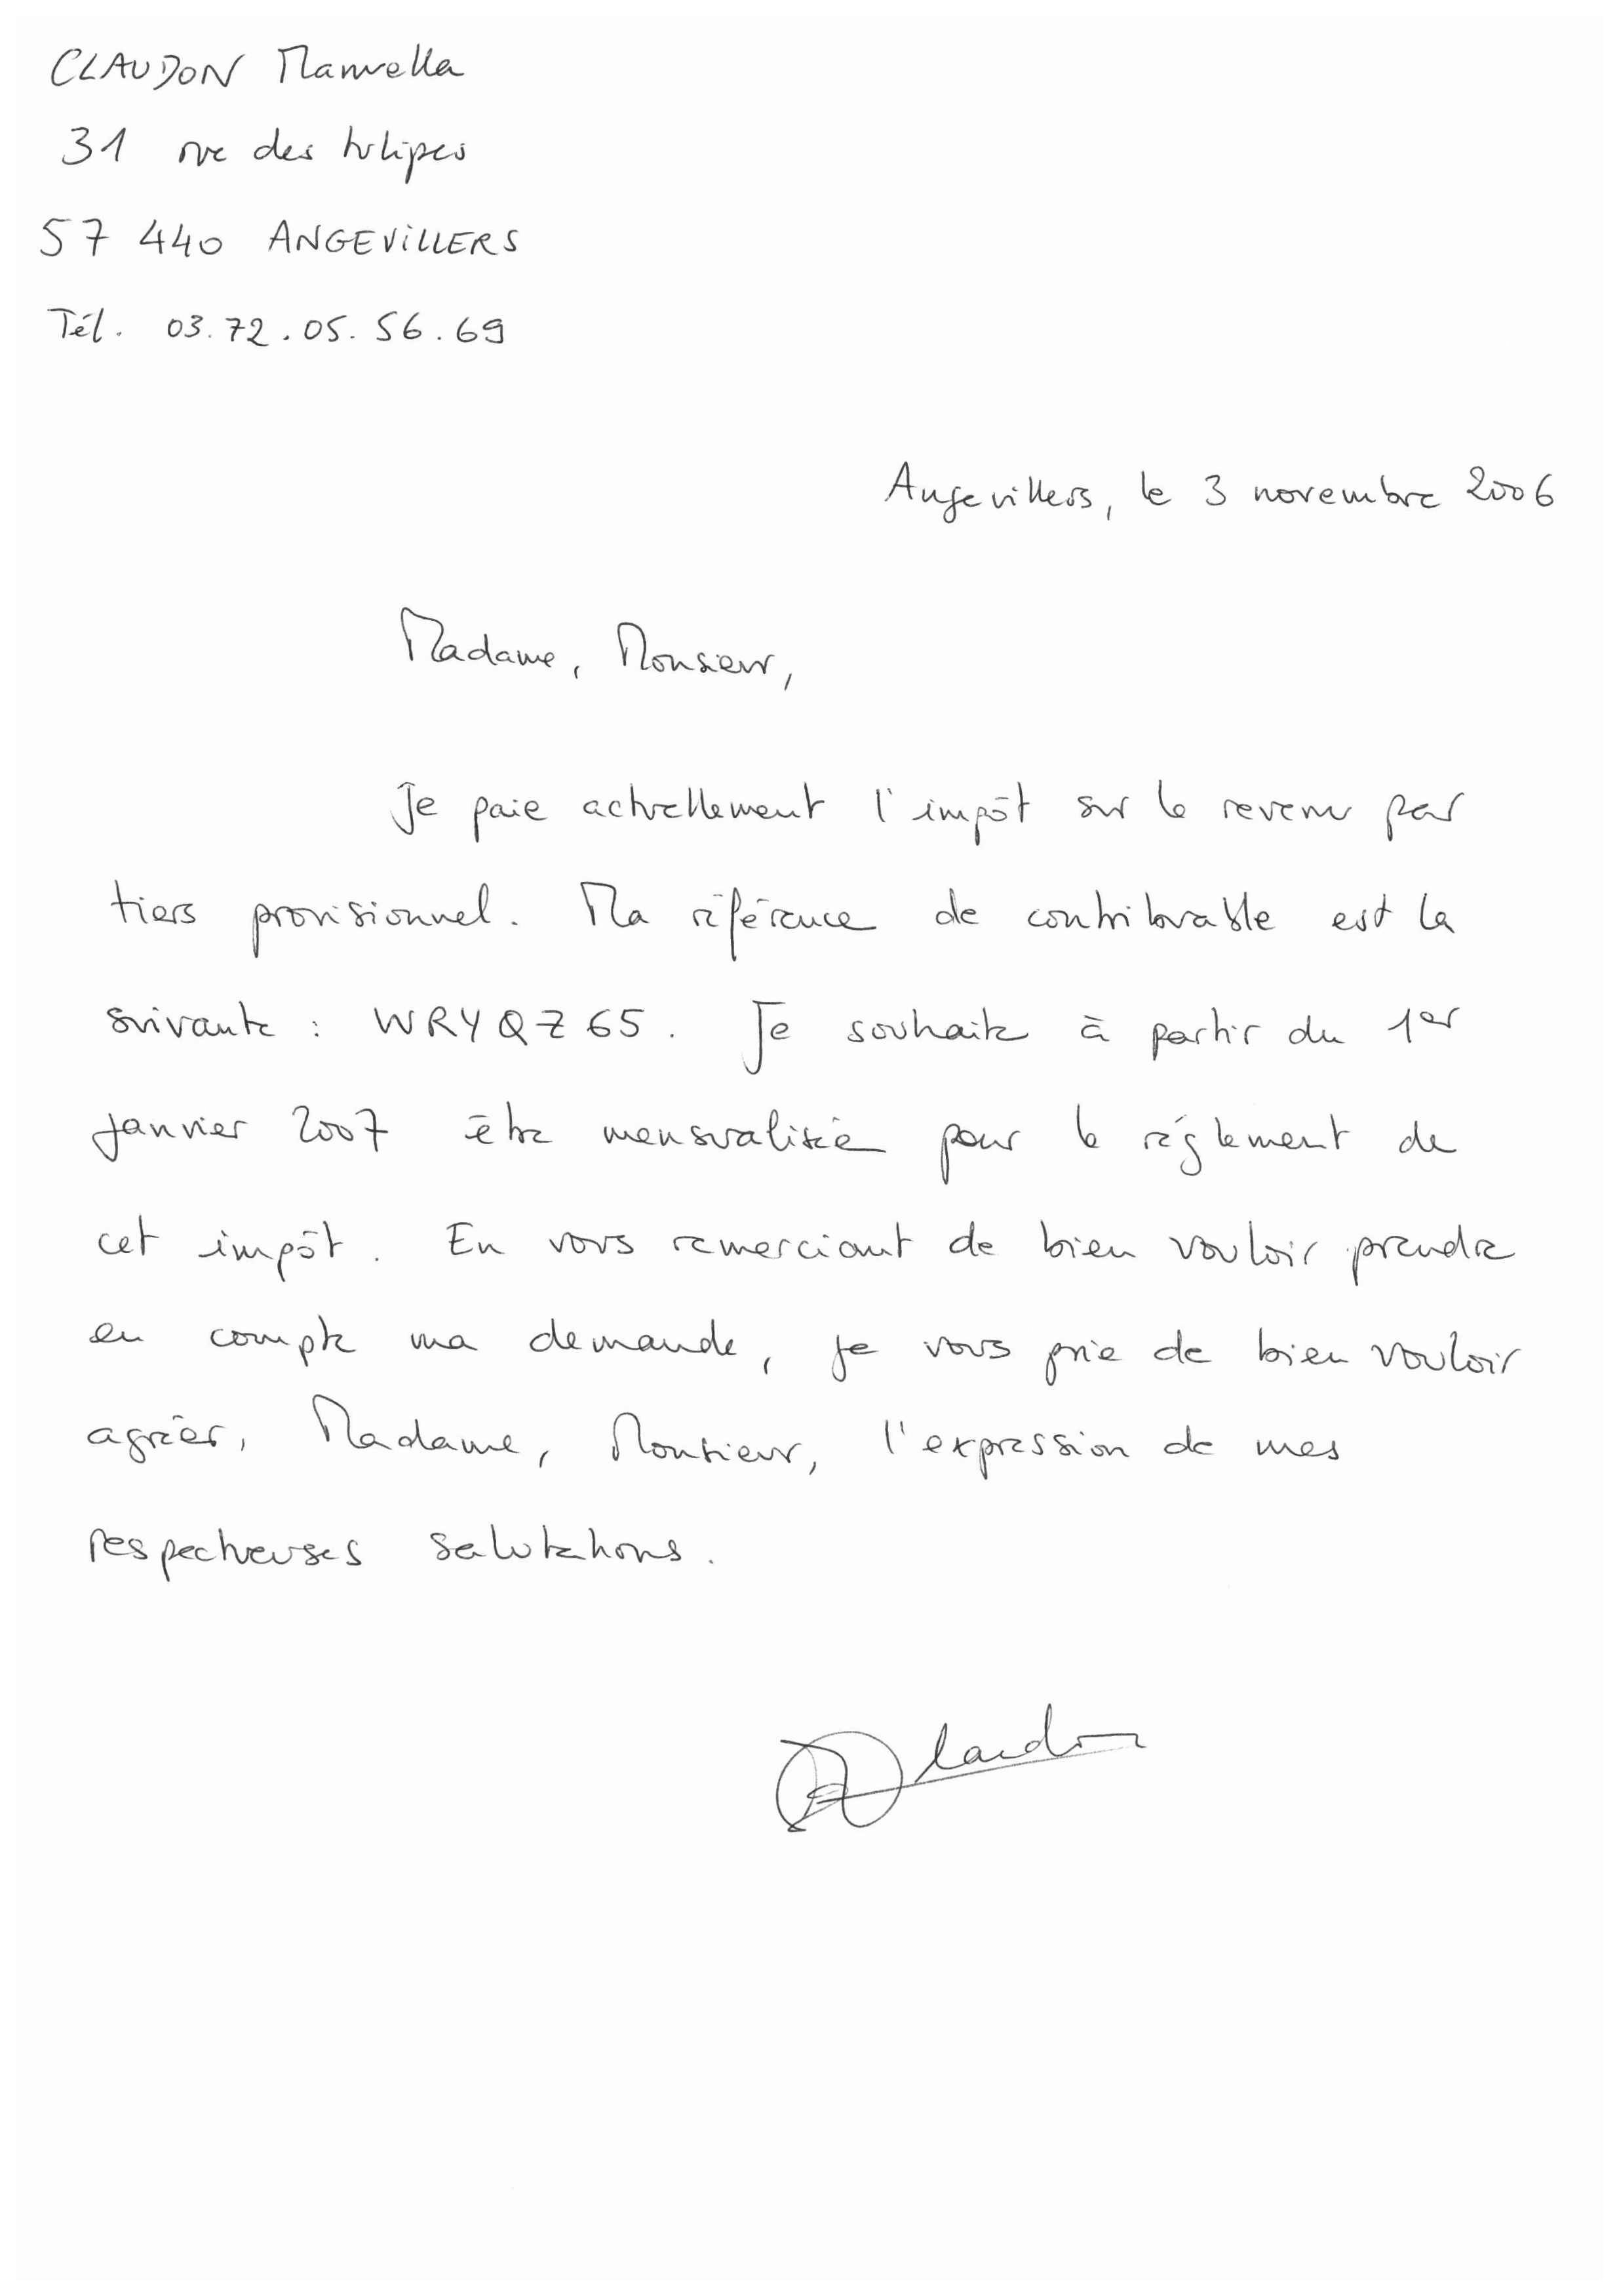 CLAUDON Manuella
31 rue des tulipes
57 440 ANGEVILLERS
Tél. 03.72.05.56.69
Angevillers, le 3 novembre 2006
Madame, Monsieur,
Je paie actuellement l'impôt sur le revenu par
tiers provisionnel. Ma référence de contribuable est la
suivante : WRYQZ65. Je souhaite à partir du 1er
janvier 2007 être mensualisée pour le réglement de
cet impôt. En vous remerciant de bien vouloir prendre
en compte ma demande, je vous prie de bien vouloir
agréer, Madame, Monsieur, l'expression de mes
respectueuses salutations.
Claudon